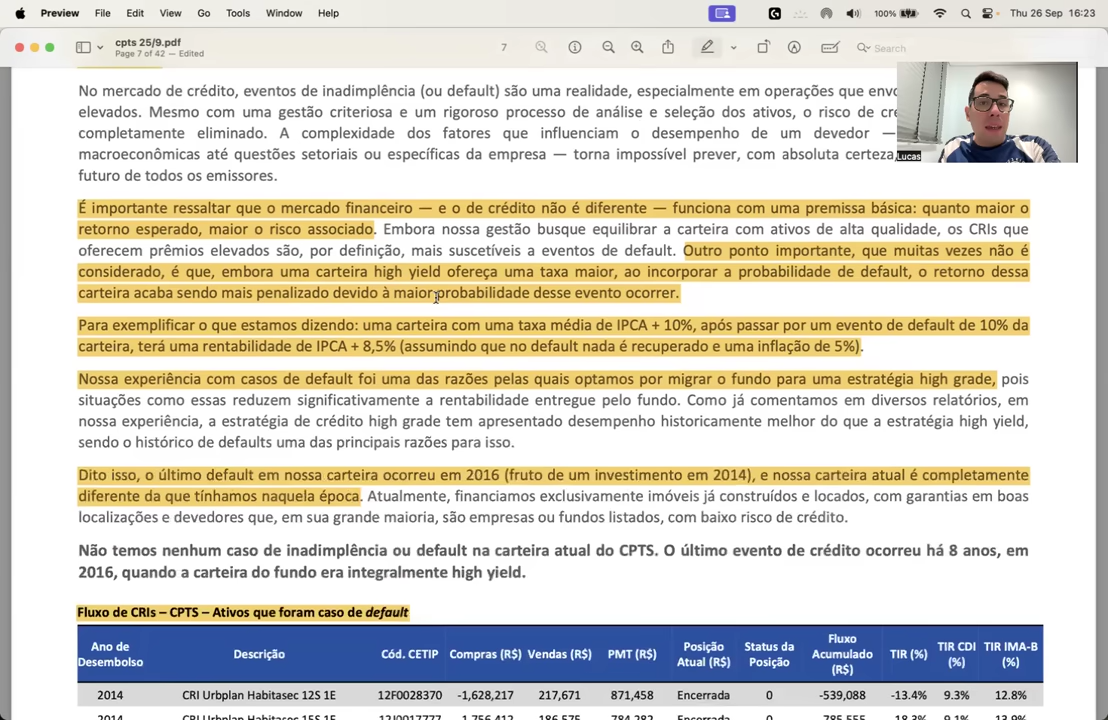 Preview File Edit View Go Tools Window Help 100% Thu 26 Sep 16:23
cpts 25/9.pdf
Page 7 of 42 — Edited
7
Search
No mercado de crédito, eventos de inadimplência (ou default) são uma realidade, especialmente em operações que
elevados. Mesmo com uma gestão criteriosa e um rigoroso processo de análise e seleção dos ativos, o risco de
completamente eliminado. A complexidade dos fatores que influenciam o desempenho de um devedor —
macroeconômicas até questões setoriais ou específicas da empresa — torna impossível prever, com absoluta certeza,
futuro de todos os emissores.
Lucas
É importante ressaltar que o mercado financeiro — e o de crédito não é diferente — funciona com uma premissa básica: quanto maior o
retorno esperado, maior o risco associado. Embora nossa gestão busque equilibrar a carteira com ativos de alta qualidade, os CRIs que
oferecem prêmios elevados são, por definição, mais suscetíveis a eventos de default. Outro ponto importante, que muitas vezes não é
considerado, é que, embora uma carteira high yield ofereça uma taxa maior, ao incorporar a probabilidade de default, o retorno dessa
carteira acaba sendo mais penalizado devido à maior probabilidade desse evento ocorrer.
Para exemplificar o que estamos dizendo: uma carteira com uma taxa média de IPCA + 10%, após passar por um evento de default de 10% da
carteira, terá uma rentabilidade de IPCA + 8,5% (assumindo que no default nada é recuperado e uma inflação de 5%).
Nossa experiência com casos de default foi uma das razões pelas quais optamos por migrar o fundo para uma estratégia high grade, pois
situações como essas reduzem significativamente a rentabilidade entregue pelo fundo. Como já comentamos em diversos relatórios, em
nossa experiência, a estratégia de crédito high grade tem apresentado desempenho historicamente melhor do que a estratégia high yield,
sendo o histórico de defaults uma das principais razões para isso.
Dito isso, o último default em nossa carteira ocorreu em 2016 (fruto de um investimento em 2014), e nossa carteira atual é completamente
diferente da que tínhamos naquela época. Atualmente, financiamos exclusivamente imóveis já construídos e locados, com garantias em boas
localizações e devedores que, em sua grande maioria, são empresas ou fundos listados, com baixo risco de crédito.
Não temos nenhum caso de inadimplência ou default na carteira atual do CPTS. O último evento de crédito ocorreu há 8 anos, em
2016, quando a carteira do fundo era integralmente high yield.
Fluxo de CRIs – CPTS – Ativos que foram caso de default
Ano de Desembolso Descrição Cód. CETIP Compras (R$) Vendas (R$) PMT (R$) Posição Atual (R$) Status da Posição Fluxo Acumulado (R$) TIR (%) TIR CDI (%) TIR IMA-B (%)
2014 CRI Urbplan Habitasec 12S 1E 12F0028370 -1,628,217 217,671 871,458 Encerrada 0 -539,088 -13.4% 9.3% 12.8%